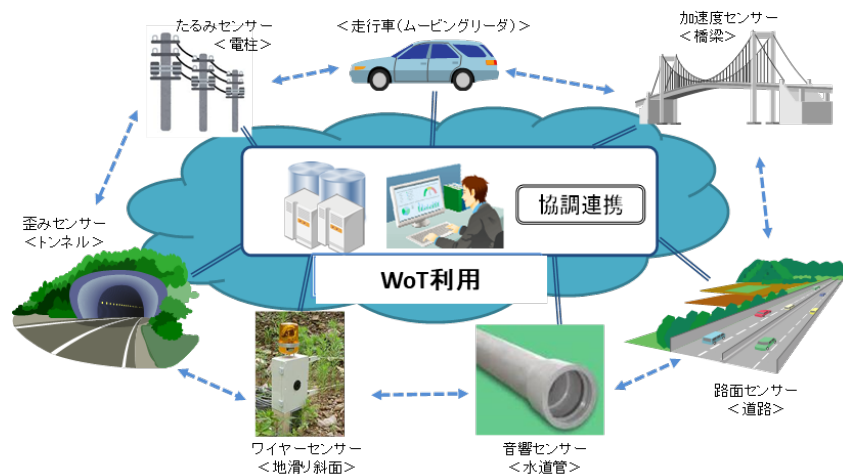 たるみセンサー
＜電柱＞
＜走行車（ムービングリーダ）＞
加速度センサー
＜橋梁＞
歪みセンサー
＜トンネル＞
協調連携
WoT利用
路面センサー
＜道路＞
ワイヤーセンサー
＜地滑り斜面＞
音響センサー
＜水道管＞